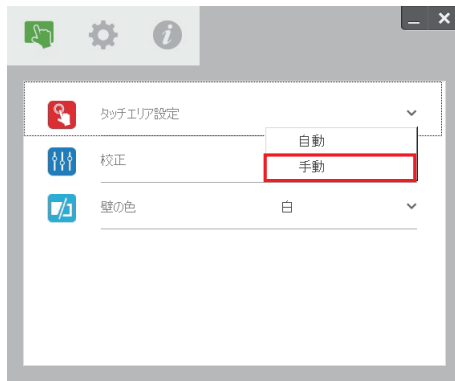 タッチエリア設定
自動
手動
校正
壁の色 白